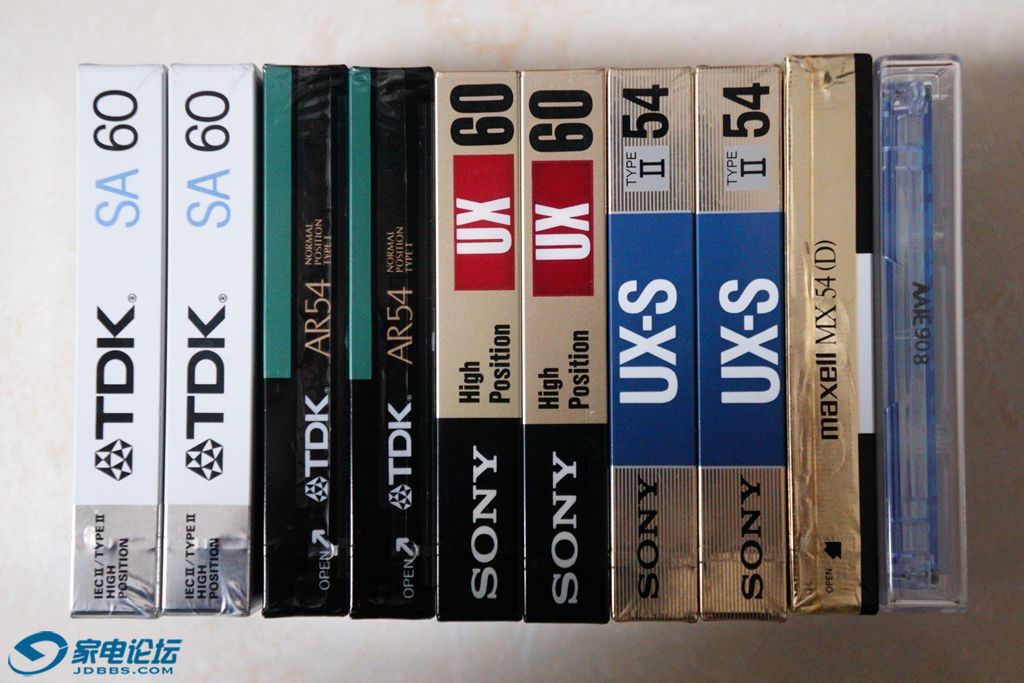 IEC II / TYPE II
HIGH
POSITION
TDK®
SA 60
IEC II / TYPE II
HIGH
POSITION
TDK®
SA 60
OPEN
TDK
AR54
NORMAL
POSITION
TYPE I
OPEN
TDK
AR54
NORMAL
POSITION
TYPE I
SONY
High
Position
UX
60
SONY
High
Position
UX
60
SONY
UX-S
TYPE
II
54
SONY
UX-S
TYPE
II
54
OPEN
maxell MX 54 (D)
家电论坛
JDBBS.COM